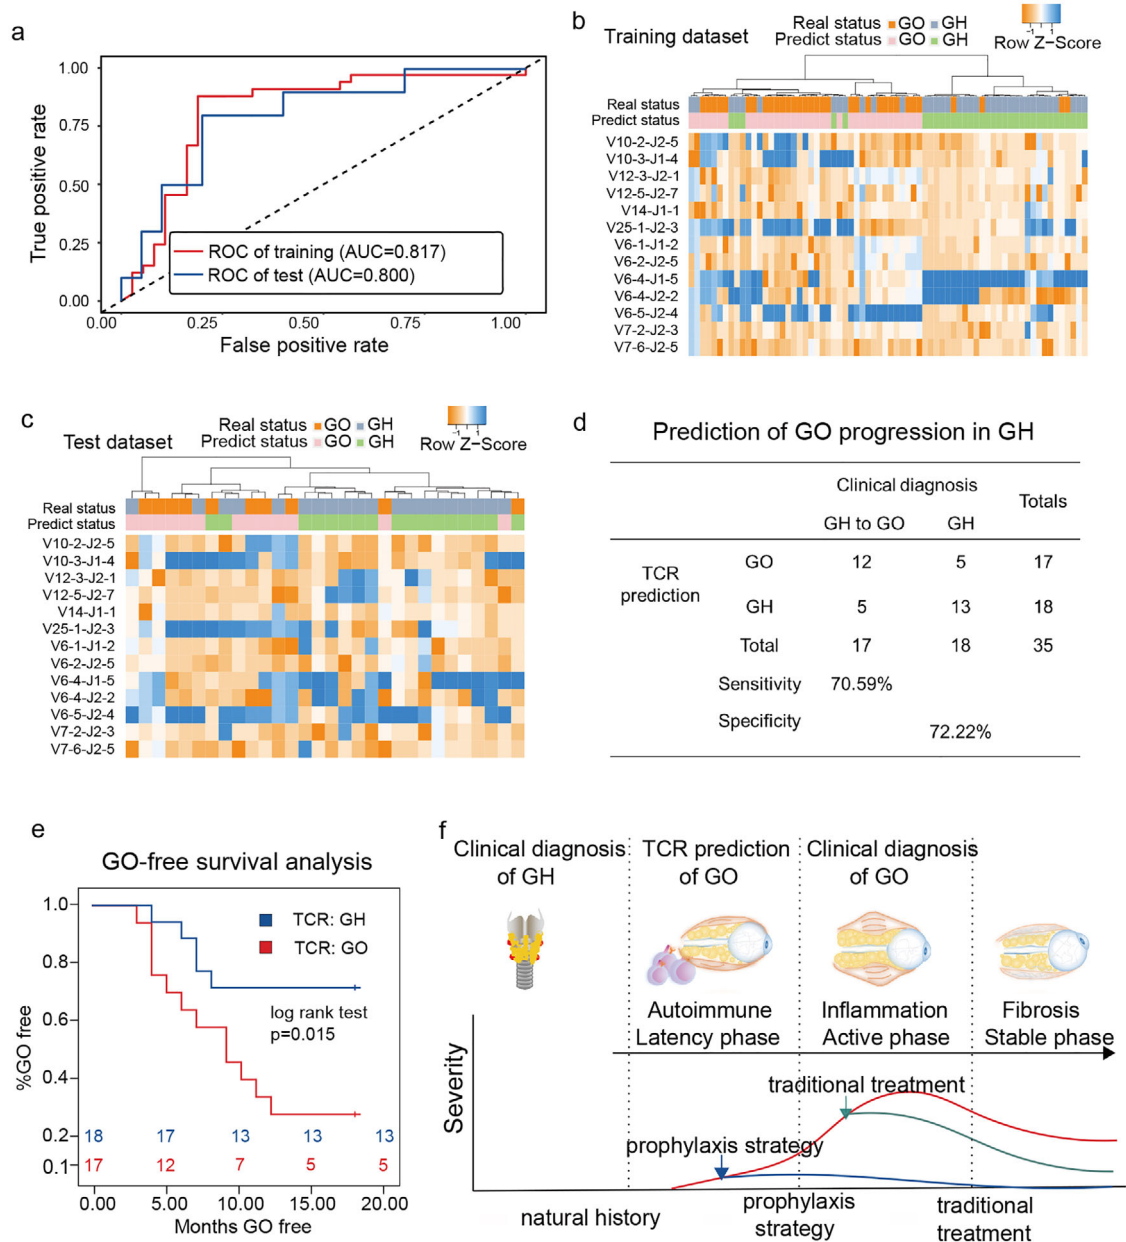 a
1.00
0.75
0.50
0.25
0.00
True positive rate
ROC of training (AUC=0.817)
ROC of test (AUC=0.800)
0.00 0.25 0.50 0.75 1.00
False positive rate
b
Training dataset
Real status GO GH
Predict status GO GH
-1 1
Row Z-Score
Real status
Predict status
V10-2-J2-5
V10-3-J1-4
V12-3-J2-1
V12-5-J2-7
V14-J1-1
V25-1-J2-3
V6-1-J1-2
V6-2-J2-5
V6-4-J1-5
V6-4-J2-2
V6-5-J2-4
V7-2-J2-3
V7-6-J2-5
c
Test dataset
Real status GO GH
Predict status GO GH
-1 1
Row Z-Score
Real status
Predict status
V10-2-J2-5
V10-3-J1-4
V12-3-J2-1
V12-5-J2-7
V14-J1-1
V25-1-J2-3
V6-1-J1-2
V6-2-J2-5
V6-4-J1-5
V6-4-J2-2
V6-5-J2-4
V7-2-J2-3
V7-6-J2-5
d
Prediction of GO progression in GH
Clinical diagnosis
Totals
GH to GO GH
TCR
prediction
GO 12 5 17
GH 5 13 18
Total 17 18 35
Sensitivity 70.59%
Specificity
72.22%
e
GO-free survival analysis
1.0
0.8
0.6
0.4
0.2
0.1
%GO free
TCR: GH
TCR: GO
log rank test
p=0.015
18 17 13 13 13
17 12 7 5 5
0.00 5.00 10.00 15.00 20.00
Months GO free
f
Clinical diagnosis
of GH
TCR prediction
of GO
Clinical diagnosis
of GO
Autoimmune
Latency phase
Inflammation
Active phase
Fibrosis
Stable phase
Severity
traditional treatment
prophylaxis strategy
natural history
prophylaxis
strategy
traditional
treatment